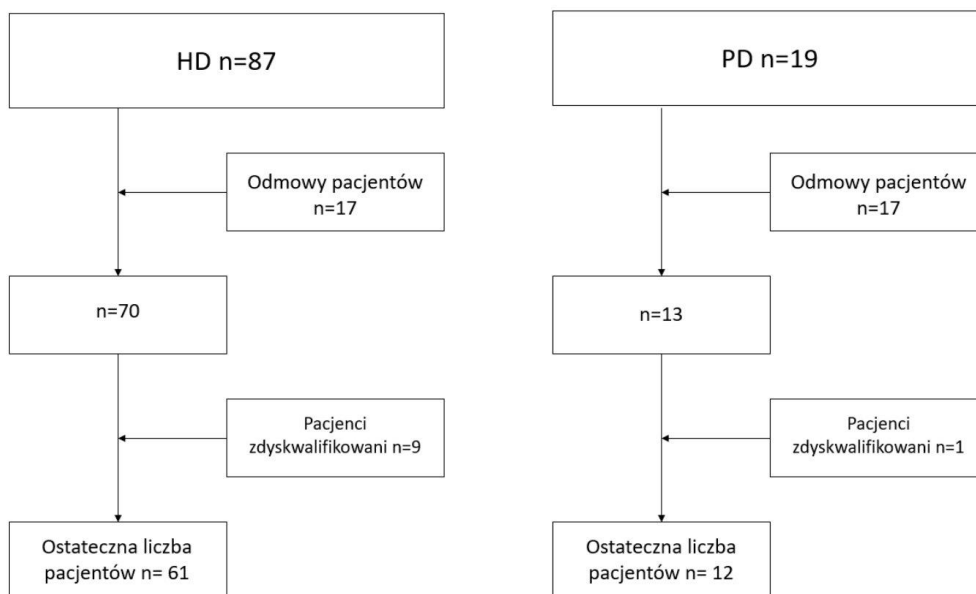 HD n=87
Odmowy pacjentów
n=17
n=70
Pacjenci
zdyskwalifikowani n=9
Ostateczna liczba
pacjentów n= 61
PD n=19
Odmowy pacjentów
n=17
n=13
Pacjenci
zdyskwalifikowani n=1
Ostateczna liczba
pacjentów n= 12